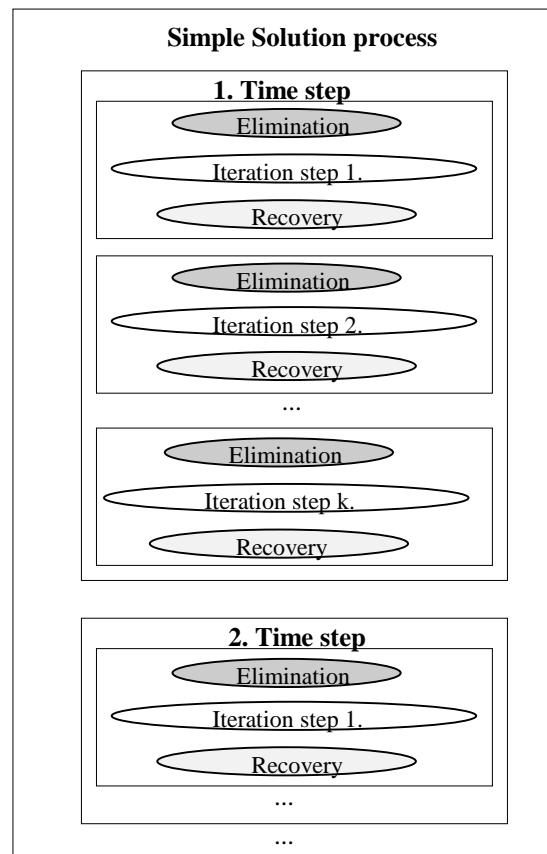 Simple Solution process
1. Time step
Elimination
Iteration step 1.
Recovery
Elimination
Iteration step 2.
Recovery
...
Elimination
Iteration step k.
Recovery
2. Time step
Elimination
Iteration step 1.
Recovery
...
...